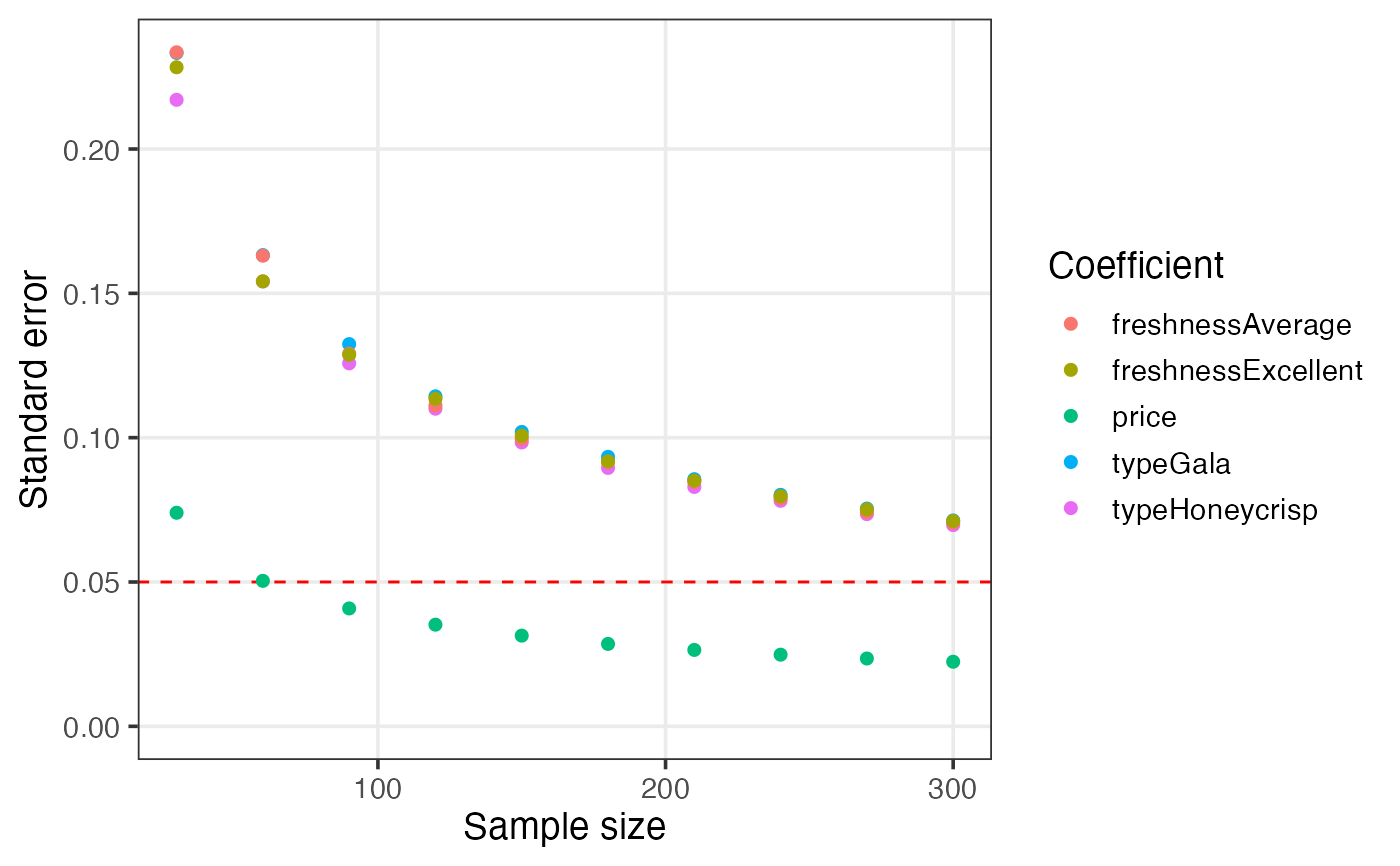 Standard error
0.20
0.15
0.10
0.05
0.00
100
200
300
Sample size
Coefficient
freshnessAverage
freshnessExcellent
price
typeGala
typeHoneycrisp